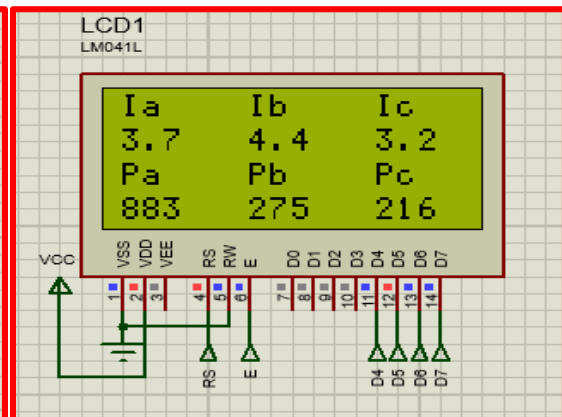 LCD1
LM041L
Ia Ib Ic
3.7 4.4 3.2
Pa Pb Pc
883 275 216
VCC
VSS VDD VEE RS RW E D0 D1 D2 D3 D4 D5 D6 D7
1 2 3 4 5 6 7 8 9 10 11 12 13 14
RS E D4 D5 D6 D7